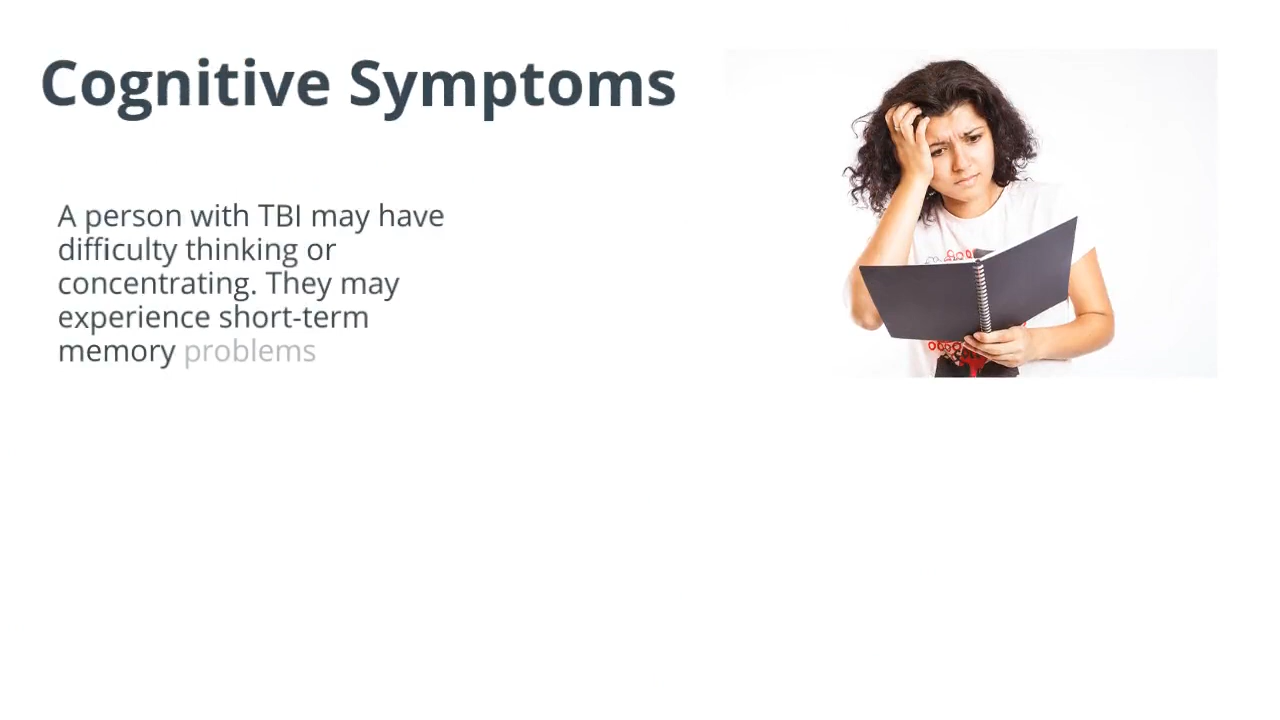 Cognitive Symptoms
A person with TBI may have
difficulty thinking or
concentrating. They may
experience short-term
memory problems